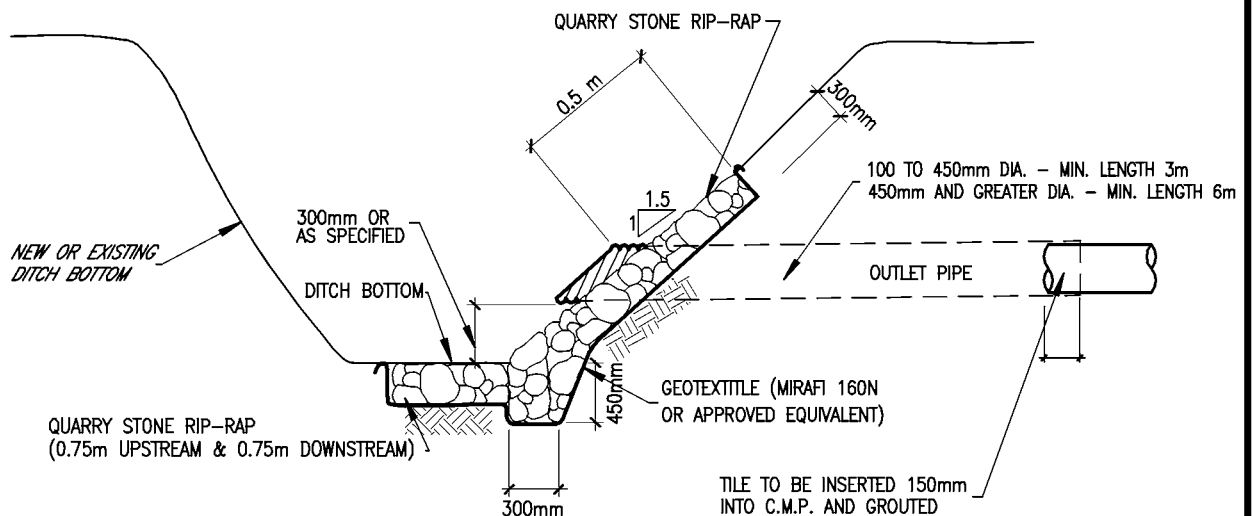 QUARRY STONE RIP-RAP
0.5 m
300mm
100 TO 450mm DIA. - MIN. LENGTH 3m
450mm AND GREATER DIA. - MIN. LENGTH 6m
1.5
1
300mm OR
AS SPECIFIED
NEW OR EXISTING
DITCH BOTTOM
DITCH BOTTOM
OUTLET PIPE
450mm
GEOTEXTITLE (MIRAFI 160N
OR APPROVED EQUIVALENT)
QUARRY STONE RIP-RAP
(0.75m UPSTREAM & 0.75m DOWNSTREAM)
300mm
TILE TO BE INSERTED 150mm
INTO C.M.P. AND GROUTED